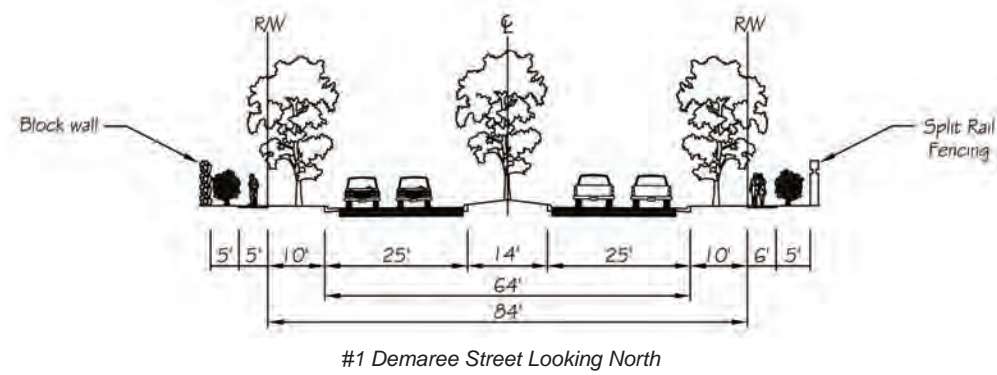 R/W ℄ R/W
Block wall
Split Rail
Fencing
5' 5' 10' 25' 14' 25' 10' 6' 5'
64'
84'
#1 Demaree Street Looking North